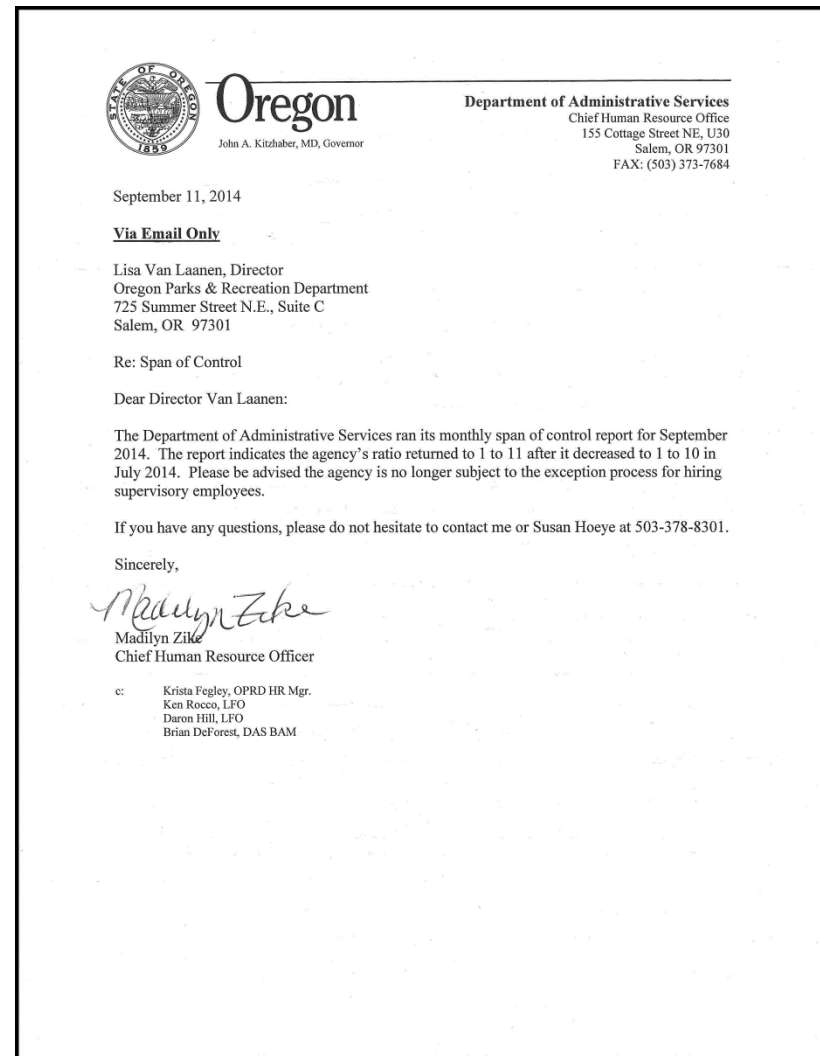 STATE OF OREGON
1859
Oregon
John A. Kitzhaber, MD, Governor
Department of Administrative Services
Chief Human Resource Office
155 Cottage Street NE, U30
Salem, OR 97301
FAX: (503) 373-7684
September 11, 2014
Via Email Only
Lisa Van Laanen, Director
Oregon Parks & Recreation Department
725 Summer Street N.E., Suite C
Salem, OR  97301
Re: Span of Control
Dear Director Van Laanen:
The Department of Administrative Services ran its monthly span of control report for September
2014.  The report indicates the agency's ratio returned to 1 to 11 after it decreased to 1 to 10 in
July 2014.  Please be advised the agency is no longer subject to the exception process for hiring
supervisory employees.
If you have any questions, please do not hesitate to contact me or Susan Hoeye at 503-378-8301.
Sincerely,
Madilyn Zike
Madilyn Zike
Chief Human Resource Officer
c: Krista Fegley, OPRD HR Mgr.
Ken Rocco, LFO
Daron Hill, LFO
Brian DeForest, DAS BAM